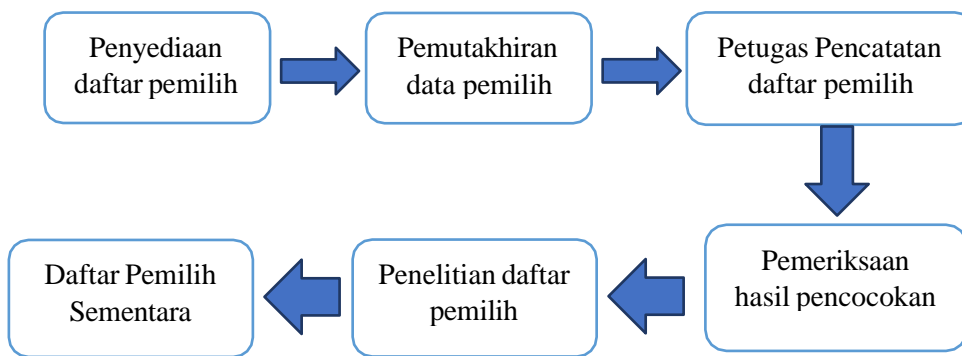 Penyediaan
daftar pemilih
Pemutakhiran
data pemilih
Petugas Pencatatan
daftar pemilih
Pemeriksaan
hasil pencocokan
Penelitian daftar
pemilih
Daftar Pemilih
Sementara